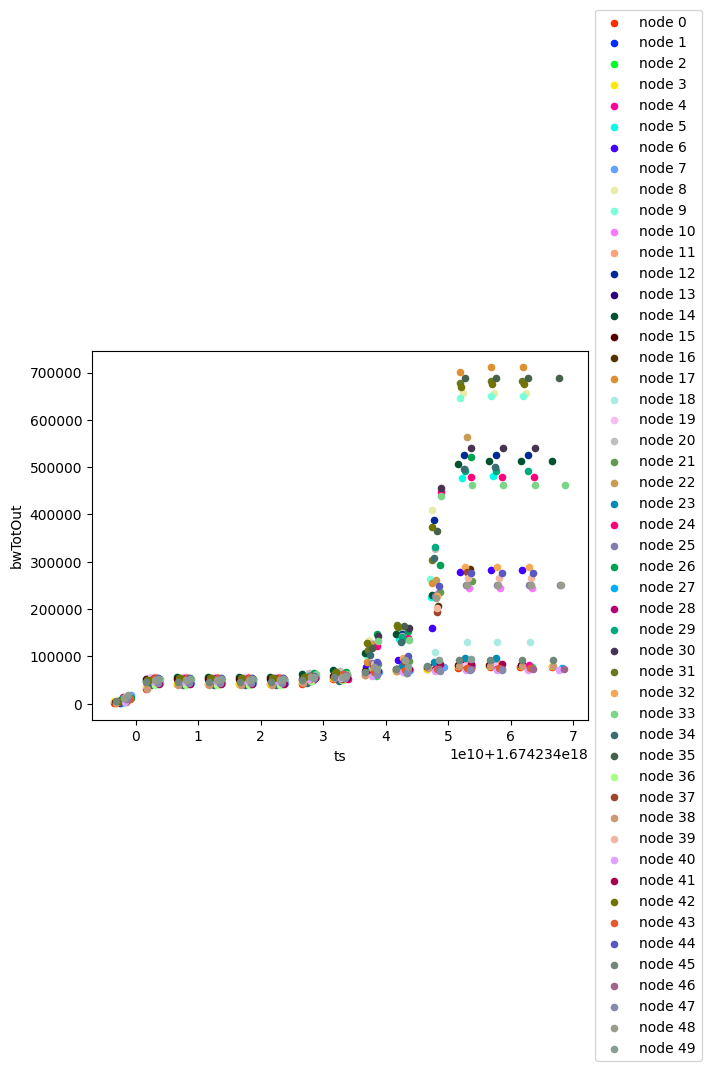 node 0
node 1
node 2
node 3
node 4
node 5
node 6
node 7
node 8
node 9
node 10
node 11
node 12
node 13
node 14
node 15
node 16
node 17
node 18
node 19
node 20
node 21
node 22
node 23
node 24
node 25
node 26
node 27
node 28
node 29
node 30
node 31
node 32
node 33
node 34
node 35
node 36
node 37
node 38
node 39
node 40
node 41
node 42
node 43
node 44
node 45
node 46
node 47
node 48
node 49
bwTotOut
700000
600000
500000
400000
300000
200000
100000
0
0 1 2 3 4 5 6 7
ts
1e10+1.674234e18